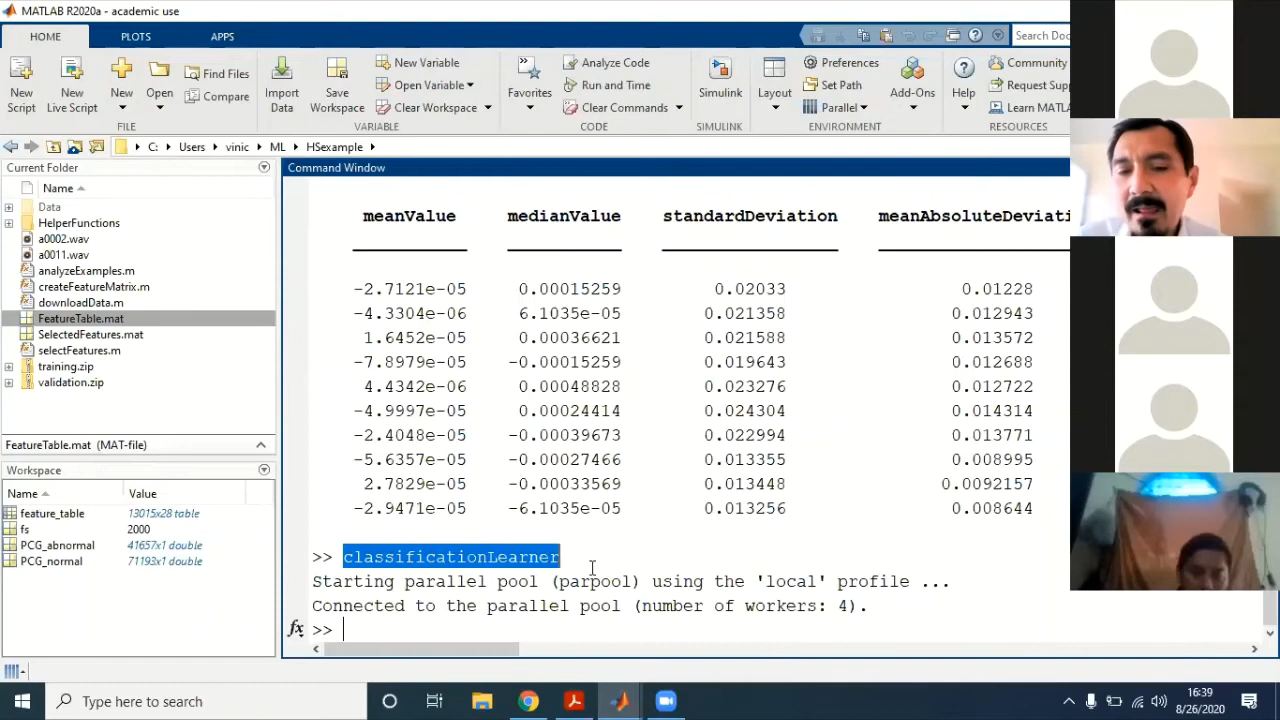 MATLAB R2020a - academic use
HOME PLOTS APPS
Search Doc
New Script
New Live Script
New
Open
Find Files
Compare
FILE
Import Data
Save Workspace
New Variable
Open Variable
Clear Workspace
VARIABLE
Favorites
Analyze Code
Run and Time
Clear Commands
CODE
Simulink
SIMULINK
Layout
Preferences
Set Path
Parallel
ENVIRONMENT
Add-Ons
Help
Community
Request Sup
Learn MATL
RESOURCES
C: Users vinic ML HSexample
Current Folder
Name
Data
HelperFunctions
a0002.wav
a0011.wav
analyzeExamples.m
createFeatureMatrix.m
downloadData.m
FeatureTable.mat
SelectedFeatures.mat
selectFeatures.m
training.zip
validation.zip
FeatureTable.mat (MAT-file)
Workspace
Name Value
feature_table 13015x28 table
fs 2000
PCG_abnormal 41657x1 double
PCG_normal 71193x1 double
Command Window
meanValue medianValue standardDeviation meanAbsoluteDeviati
-2.7121e-05 0.00015259 0.02033 0.01228
-4.3304e-06 6.1035e-05 0.021358 0.012943
1.6452e-05 0.00036621 0.021588 0.013572
-7.8979e-05 -0.00015259 0.019643 0.012688
4.4342e-06 0.00048828 0.023276 0.012722
-4.9997e-05 0.00024414 0.024304 0.014314
-2.4048e-05 -0.00039673 0.022994 0.013771
-5.6357e-05 -0.00027466 0.013355 0.008995
2.7829e-05 -0.00033569 0.013448 0.0092157
-2.9471e-05 -6.1035e-05 0.013256 0.008644
>> classificationLearner
Starting parallel pool (parpool) using the 'local' profile ...
Connected to the parallel pool (number of workers: 4).
fx >>
Type here to search
16:39
8/26/2020